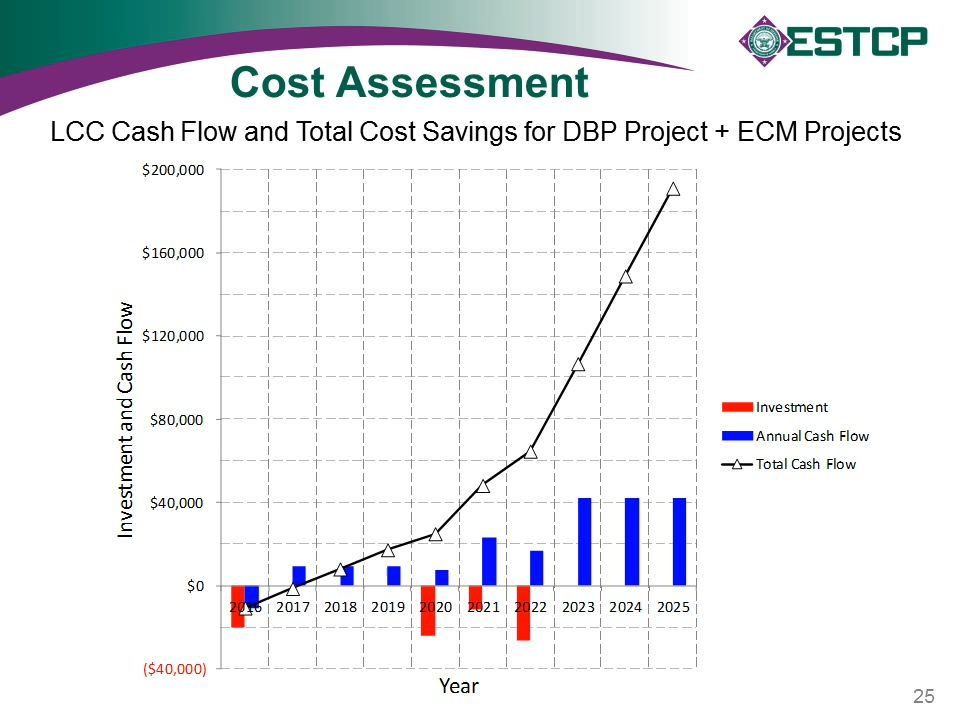 ESTCP
Cost Assessment
LCC Cash Flow and Total Cost Savings for DBP Project + ECM Projects
$200,000
$160,000
$120,000
$80,000
$40,000
$0
($40,000)
Investment and Cash Flow
2016 2017 2018 2019 2020 2021 2022 2023 2024 2025
Year
Investment
Annual Cash Flow
Total Cash Flow
25